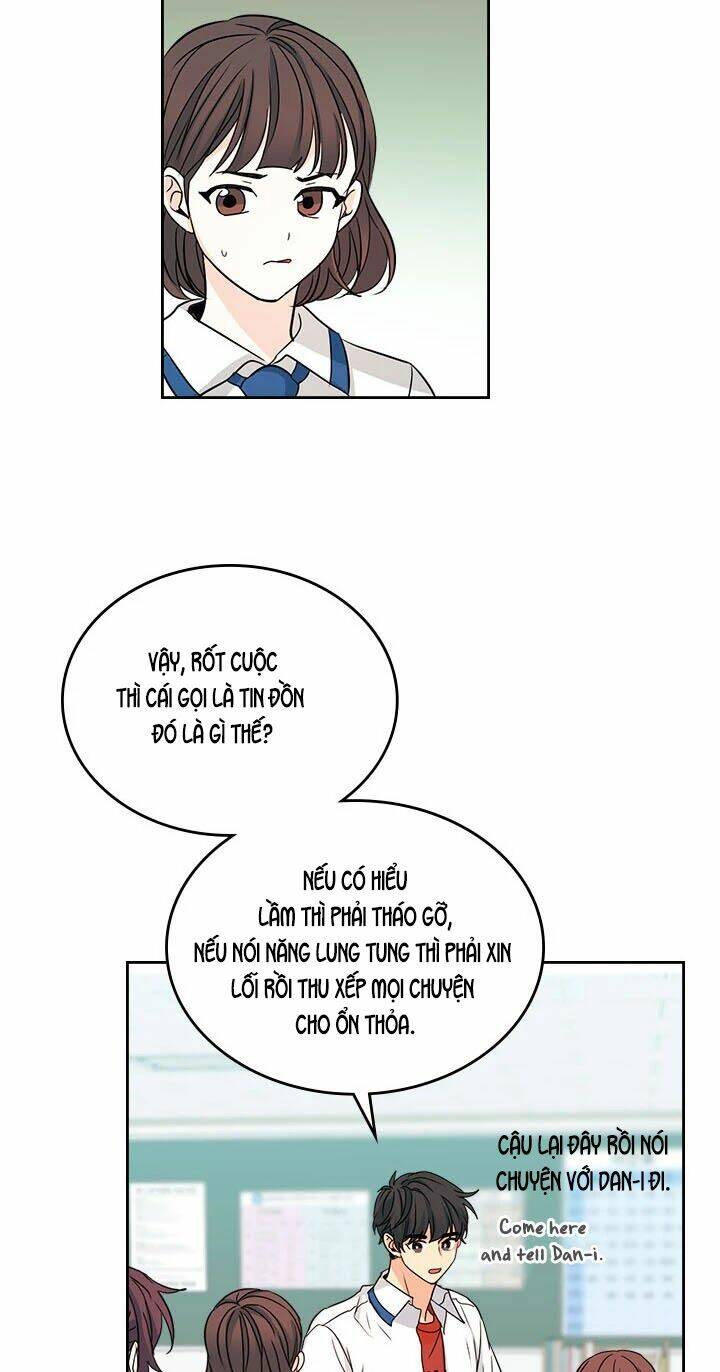 VẬY, RỐT CUỘC
THÌ CÁI GỌI LÀ TIN ĐỒN
ĐÓ LÀ GÌ THẾ?
NẾU CÓ HIỂU
LẦM THÌ PHẢI THÁO GỠ,
NẾU NÓI NĂNG LUNG TUNG THÌ PHẢI XIN
LỐI RỒI THU XẾP MỌI CHUYỆN
CHO ỔN THỎA.
CẬU LẠI ĐÂY RỒI NÓI
CHUYỆN VỚI DAN-I ĐI.
Come here
and tell Dan-i.